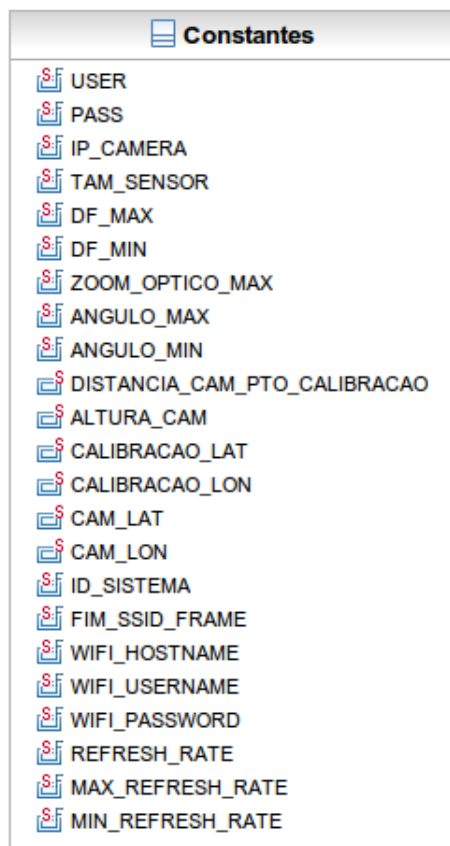 Constantes
USER
PASS
IP_CAMERA
TAM_SENSOR
DF_MAX
DF_MIN
ZOOM_OPTICO_MAX
ANGULO_MAX
ANGULO_MIN
DISTANCIA_CAM_PTO_CALIBRACAO
ALTURA_CAM
CALIBRACAO_LAT
CALIBRACAO_LON
CAM_LAT
CAM_LON
ID_SISTEMA
FIM_SSID_FRAME
WIFI_HOSTNAME
WIFI_USERNAME
WIFI_PASSWORD
REFRESH_RATE
MAX_REFRESH_RATE
MIN_REFRESH_RATE